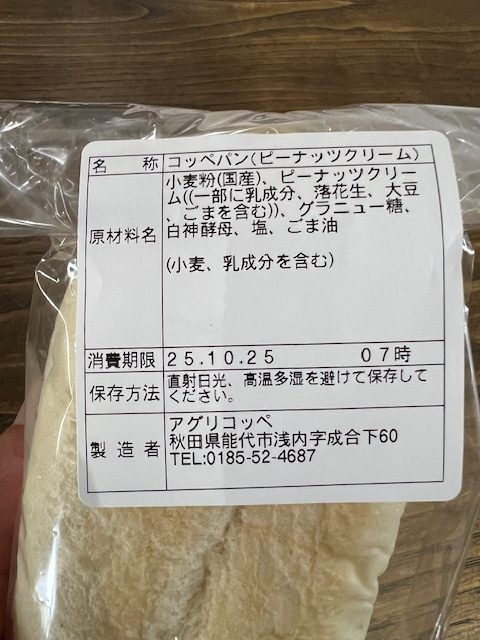 名称 コッペパン(ピーナッツクリーム)
原材料名 小麦粉(国産)、ピーナッツクリー
ム((一部に乳成分、落花生、大豆
、ごまを含む))、グラニュー糖、
白神酵母、塩、ごま油
(小麦、乳成分を含む)
消費期限 25.10.25 07時
保存方法 直射日光、高温多湿を避けて保存して
ください。
製造者 アグリコッペ
秋田県能代市浅内字成合下60
TEL:0185-52-4687